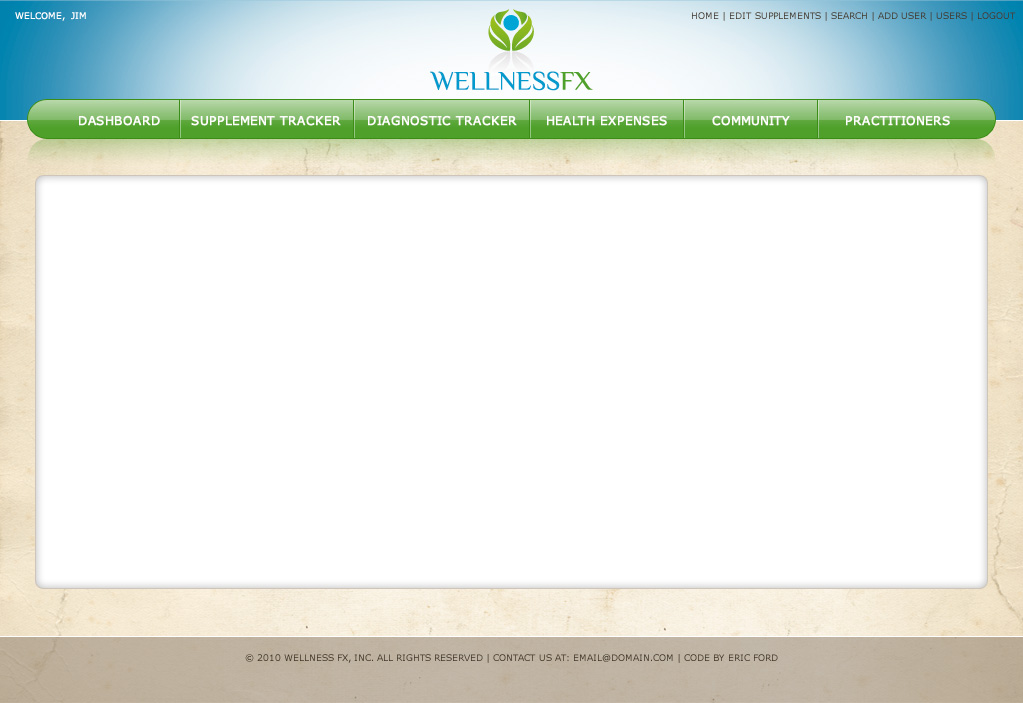 WELCOME, JIM
HOME | EDIT SUPPLEMENTS | SEARCH | ADD USER | USERS | LOGOUT
WELLNESSFX
DASHBOARD SUPPLEMENT TRACKER DIAGNOSTIC TRACKER HEALTH EXPENSES COMMUNITY PRACTITIONERS
© 2010 WELLNESS FX, INC. ALL RIGHTS RESERVED | CONTACT US AT: EMAIL@DOMAIN.COM | CODE BY ERIC FORD